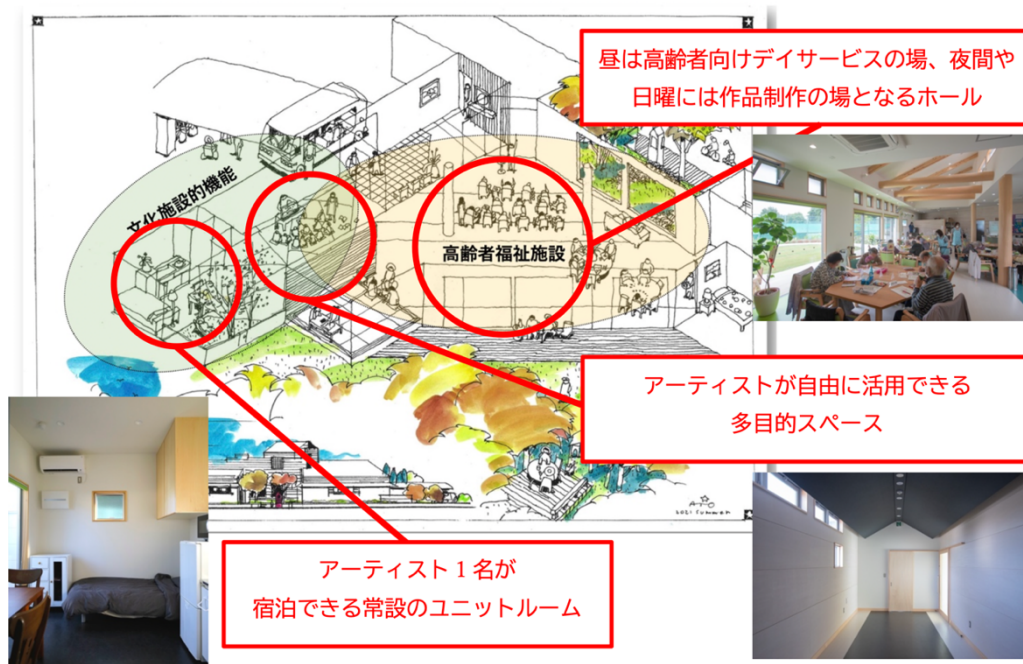 昼は高齢者向けデイサービスの場、夜間や
日曜には作品制作の場となるホール
文化施設的機能
高齢者福祉施設
アーティストが自由に活用できる
多目的スペース
アーティスト1名が
宿泊できる常設のユニットルーム